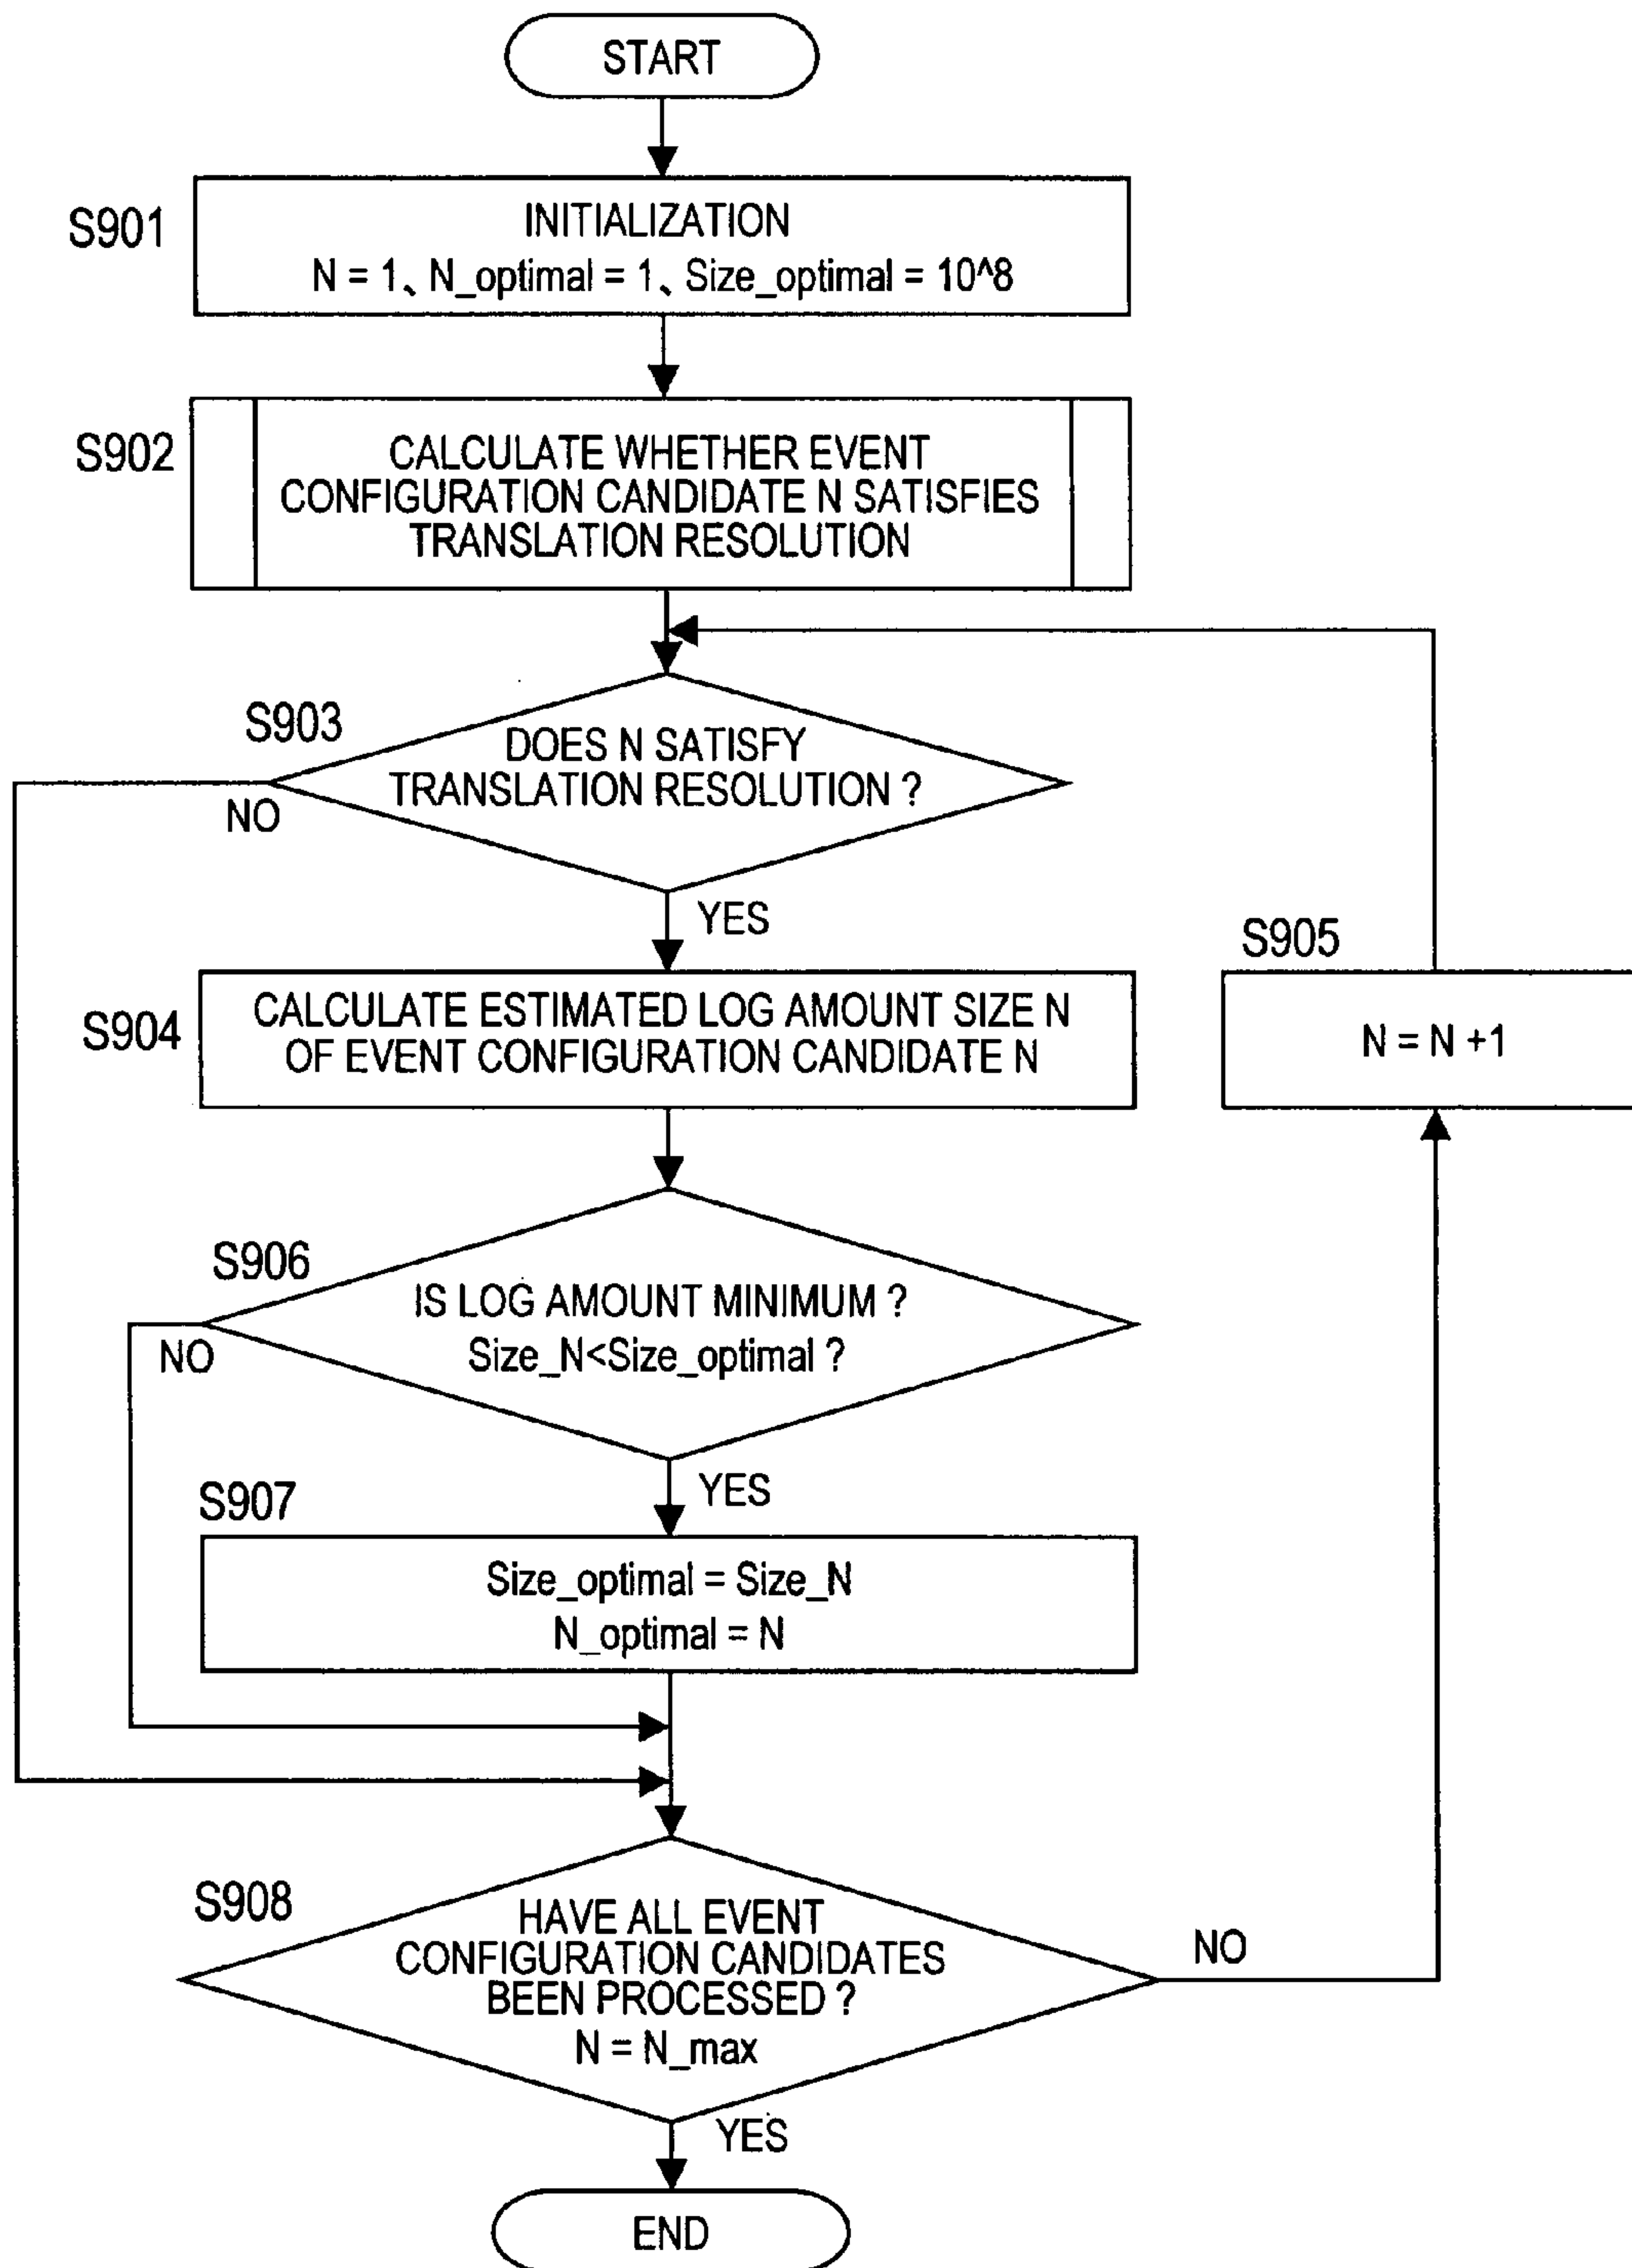 START
S901
INITIALIZATION
N = 1、N_optimal = 1、Size_optimal = 10^8
S902
CALCULATE WHETHER EVENT
CONFIGURATION CANDIDATE N SATISFIES
TRANSLATION RESOLUTION
S903
DOES N SATISFY
TRANSLATION RESOLUTION ?
NO
YES
S904
CALCULATE ESTIMATED LOG AMOUNT SIZE N
OF EVENT CONFIGURATION CANDIDATE N
S905
N = N +1
S906
IS LOG AMOUNT MINIMUM ?
Size_N<Size_optimal ?
NO
YES
S907
Size_optimal = Size_N
N_optimal = N
S908
HAVE ALL EVENT
CONFIGURATION CANDIDATES
BEEN PROCESSED ?
N = N_max
NO
YES
END